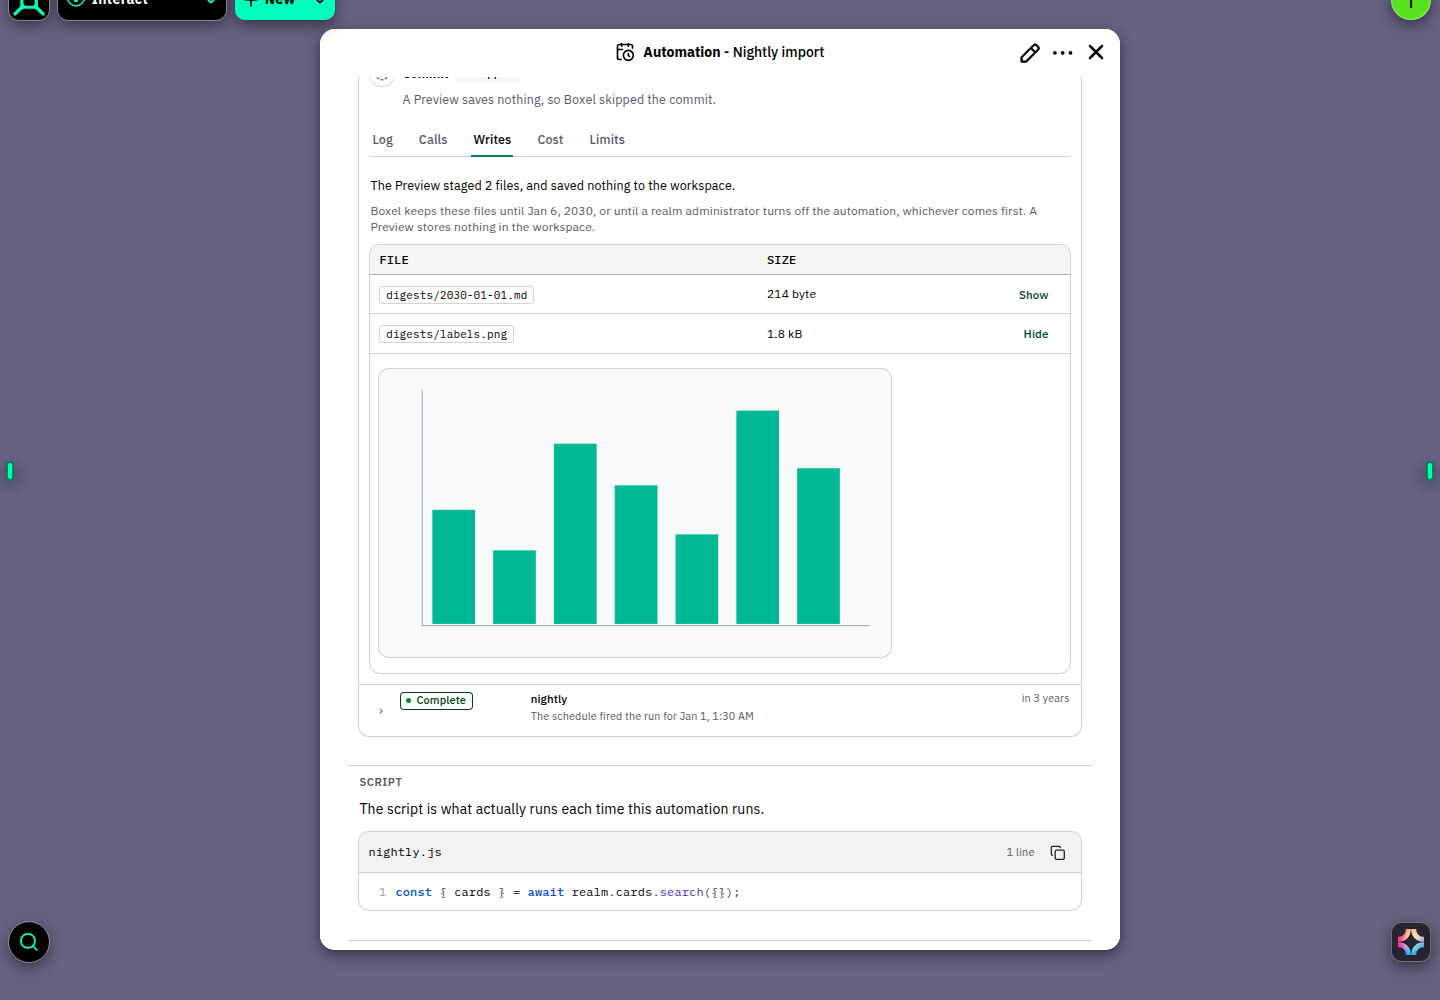 Interact
New
Automation - Nightly import
A Preview saves nothing, so Boxel skipped the commit.
Log Calls Writes Cost Limits
The Preview staged 2 files, and saved nothing to the workspace.
Boxel keeps these files until Jan 6, 2030, or until a realm administrator turns off the automation, whichever comes first. A
Preview stores nothing in the workspace.
FILE SIZE
digests/2030-01-01.md 214 byte Show
digests/labels.png 1.8 kB Hide
Complete nightly in 3 years
The schedule fired the run for Jan 1, 1:30 AM
SCRIPT
The script is what actually runs each time this automation runs.
nightly.js 1 line
1 const { cards } = await realm.cards.search({});